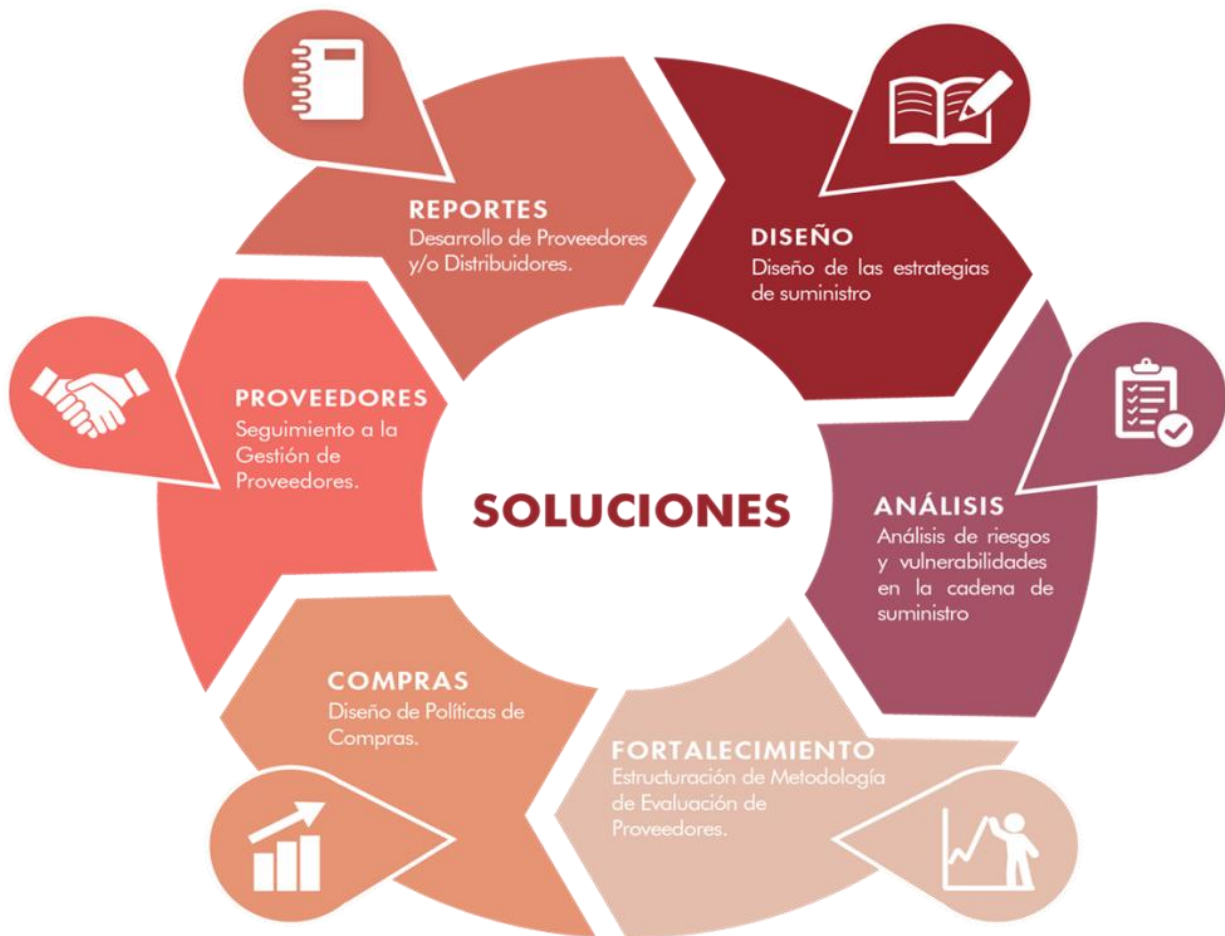 REPORTES
Desarrollo de Proveedores
y/o Distribuidores.
DISEÑO
Diseño de las estrategias
de suministro
PROVEEDORES
Seguimiento a la
Gestión de
Proveedores.
SOLUCIONES
ANÁLISIS
Análisis de riesgos
y vulnerabilidades
en la cadena de
suministro
COMPRAS
Diseño de Políticas de
Compras.
FORTALECIMIENTO
Estructuración de Metodología
de Evaluación de
Proveedores.